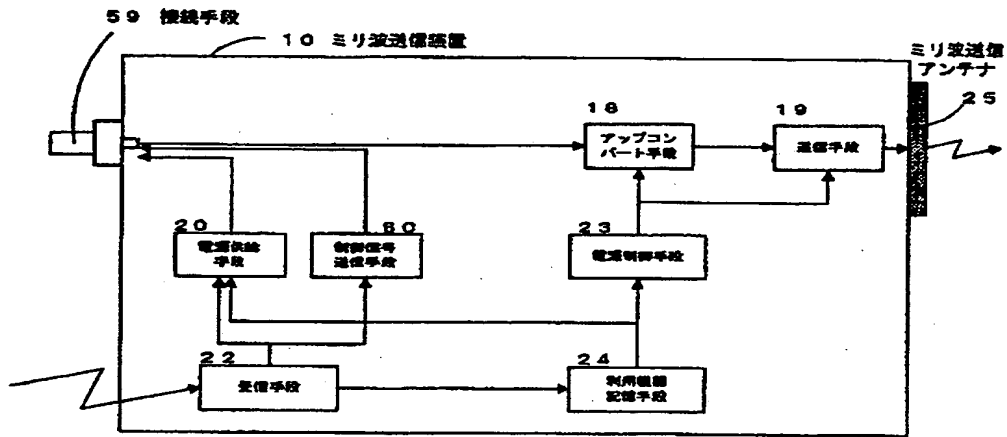 59 接続手段
10 ミリ波送信装置
ミリ波送信
アンテナ
25
18
アップコン
バート手段
19
送信手段
20
電源供給
手段
60
制御信号
送信手段
23
電源制御手段
22
受信手段
24
利用機器
記憶手段